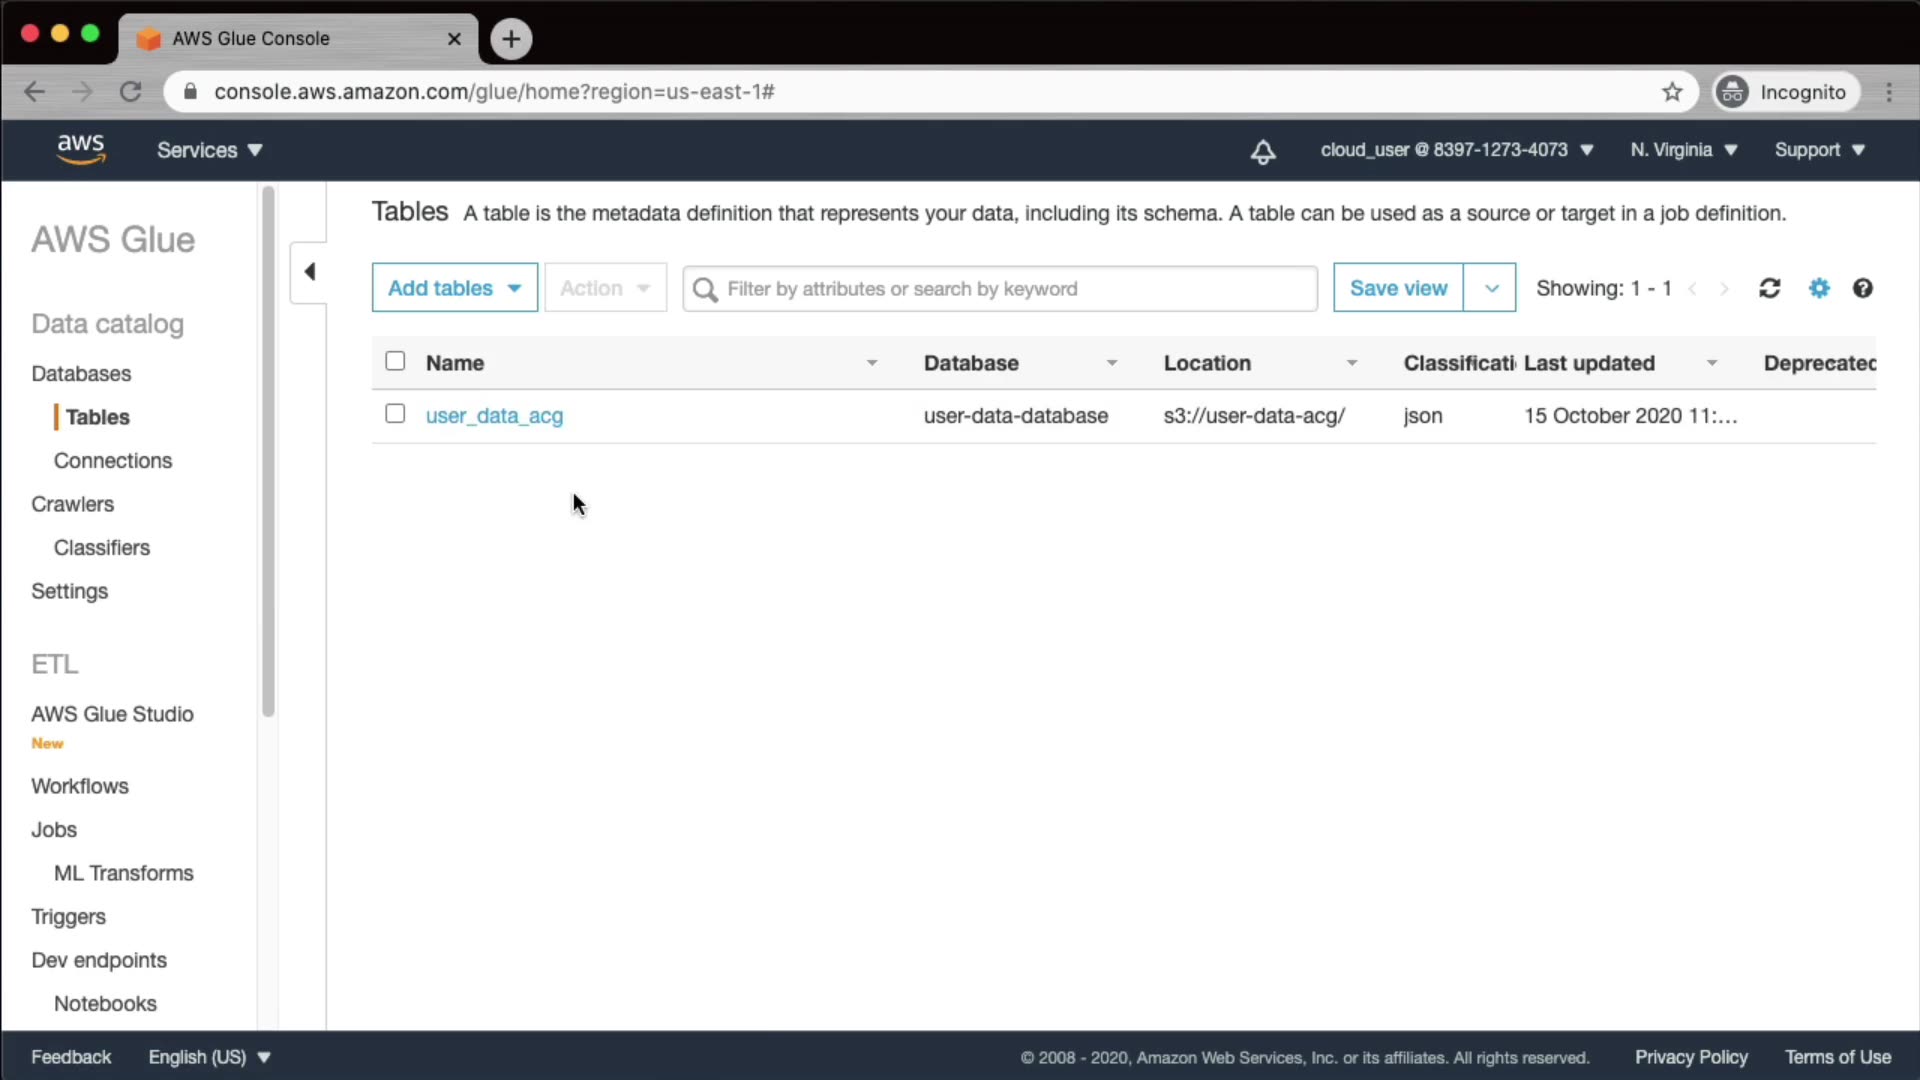 AWS Glue Console
console.aws.amazon.com/glue/home?region=us-east-1#
Incognito
aws
Services
cloud_user @ 8397-1273-4073
N. Virginia
Support
AWS Glue
Data catalog
Databases
Tables
Connections
Crawlers
Classifiers
Settings
ETL
AWS Glue Studio
New
Workflows
Jobs
ML Transforms
Triggers
Dev endpoints
Notebooks
Tables A table is the metadata definition that represents your data, including its schema. A table can be used as a source or target in a job definition.
Add tables
Action
Filter by attributes or search by keyword
Save view
Showing: 1 - 1
Name Database Location Classificati Last updated Deprecated
user_data_acg user-data-database s3://user-data-acg/ json 15 October 2020 11:...
Feedback
English (US)
© 2008 - 2020, Amazon Web Services, Inc. or its affiliates. All rights reserved.
Privacy Policy
Terms of Use